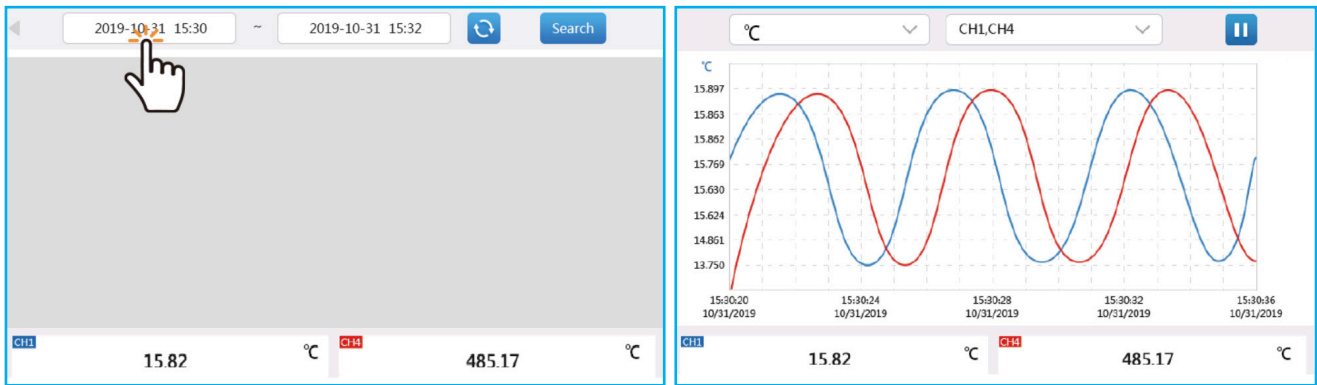 2019-10-31 15:30 ~ 2019-10-31 15:32 Search
CH1 15.82 ℃ CH4 485.17 ℃
℃ CH1,CH4
℃
15.897
15.863
15.862
15.769
15.630
15.624
14.861
13.750
15:30:20 15:30:24 15:30:28 15:30:32 15:30:36
10/31/2019 10/31/2019 10/31/2019 10/31/2019 10/31/2019
CH1 15.82 ℃ CH4 485.17 ℃